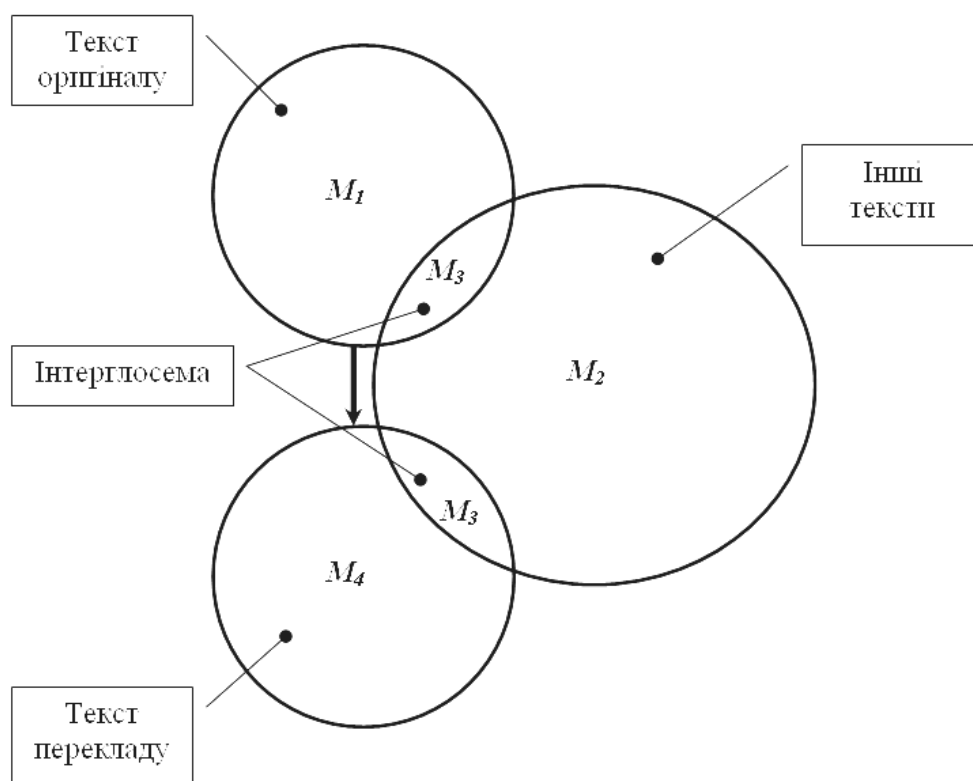 Текст
оригіналу
M1
Інші
тексти
M3
Інтерглосема
M2
M3
M4
Текст
перекладу